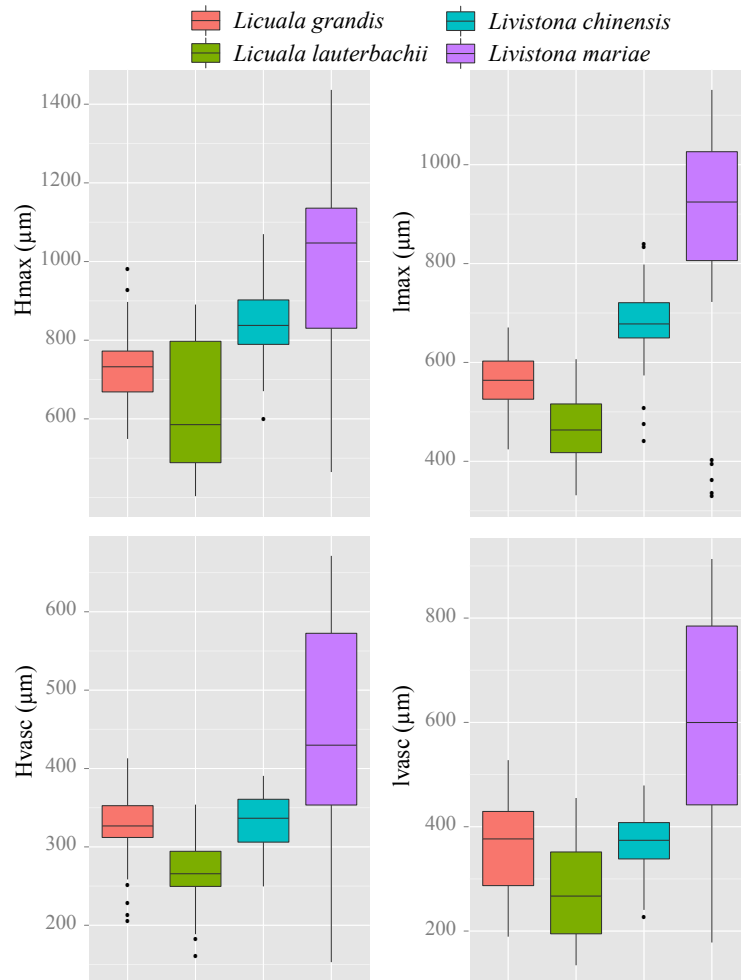 Licuala grandis
Livistona chinensis
Licuala lauterbachii
Livistona mariae
Hmax (µm)
1400
1200
1000
800
600
lmax (µm)
1000
800
600
400
Hvasc (µm)
600
500
400
300
200
lvasc (µm)
800
600
400
200